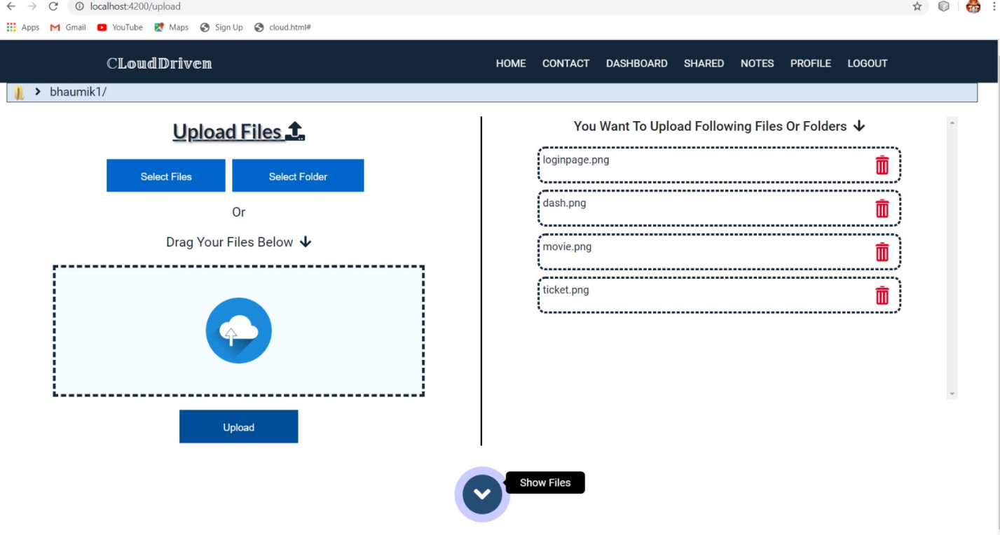 localhost:4200/upload
Apps Gmail YouTube Maps Sign Up cloud.html#
CLoudDriven HOME CONTACT DASHBOARD SHARED NOTES PROFILE LOGOUT
bhaumik1/
Upload Files
Select Files Select Folder
Or
Drag Your Files Below
Upload
You Want To Upload Following Files Or Folders
loginpage.png
dash.png
movie.png
ticket.png
Show Files